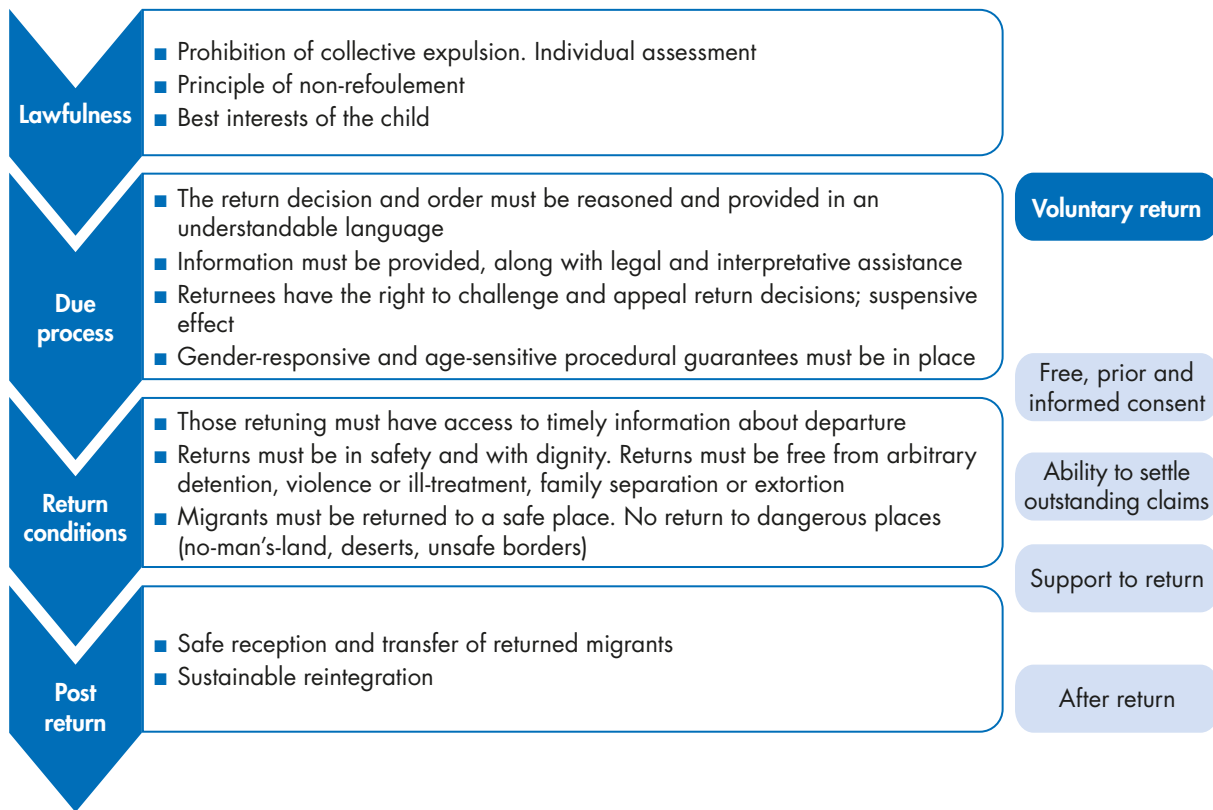 Lawfulness
■ Prohibition of collective expulsion. Individual assessment
■ Principle of non-refoulement
■ Best interests of the child
Due
process
■ The return decision and order must be reasoned and provided in an
understandable language
■ Information must be provided, along with legal and interpretative assistance
■ Returnees have the right to challenge and appeal return decisions; suspensive
effect
■ Gender-responsive and age-sensitive procedural guarantees must be in place
Return
conditions
■ Those retuning must have access to timely information about departure
■ Returns must be in safety and with dignity. Returns must be free from arbitrary
detention, violence or ill-treatment, family separation or extortion
■ Migrants must be returned to a safe place. No return to dangerous places
(no-man’s-land, deserts, unsafe borders)
Post
return
■ Safe reception and transfer of returned migrants
■ Sustainable reintegration
Voluntary return
Free, prior and
informed consent
Ability to settle
outstanding claims
Support to return
After return